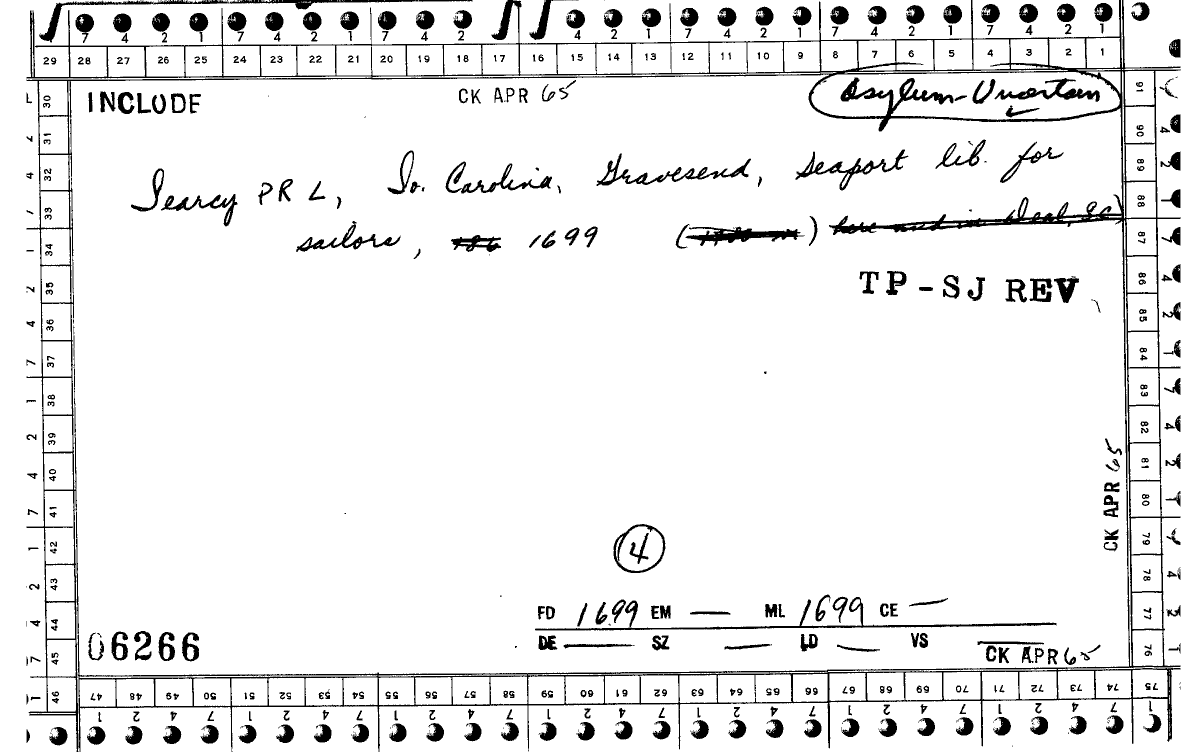 7 4 2 1 7 4 2 1 7 4 2 4 2 1 7 4 2 1 7 4 2 1 7 4 2 1
29 28 27 26 25 24 23 22 21 20 19 18 17 16 15 14 13 12 11 10 9 8 7 6 5 4 3 2 1
INCLUDE CK APR 65 Asylum-Uncertain
Searcy PR L, So. Carolina, Gravesend, Seaport lib. for
sailors, 1699 ( ) here and in Deal, SC)
TP-SJ REV
CK APR 65
4
FD 1699 EM — ML 1699 CE —
DE — SZ — LD — VS
CK APR 65
06266
30 31 32 33 34 35 36 37 38 39 40 41 42 43 44 45 46
91 90 89 88 87 86 85 84 83 82 81 80 79 78 77 76 75
47 48 49 50 51 52 53 54 55 56 57 58 59 60 61 62 63 64 65 66 67 68 69 70 71 72 73 74
1 2 4 7 1 2 4 7 1 2 4 7 1 2 4 7 1 2 4 7 1 2 4 7 1 2 4 7